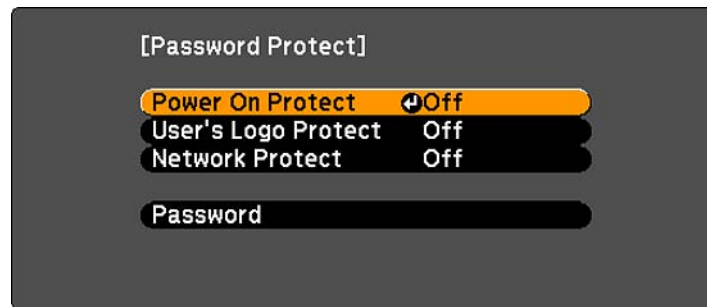 [Password Protect]
Power On Protect Off
User's Logo Protect Off
Network Protect Off
Password